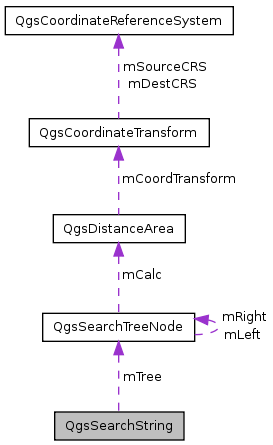 QgsCoordinateReferenceSystem
mSourceCRS
mDestCRS
QgsCoordinateTransform
mCoordTransform
QgsDistanceArea
mCalc
mRight
QgsSearchTreeNode
mLeft
mTree
QgsSearchString